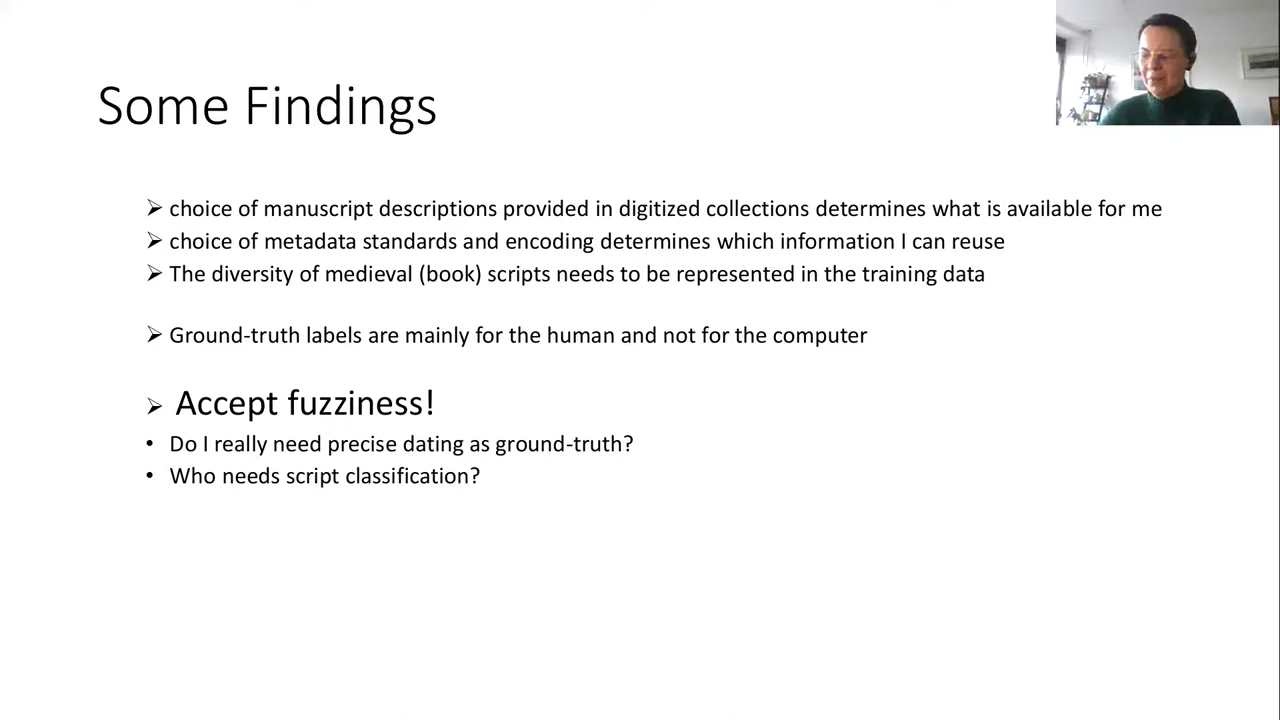 Some Findings
➢ choice of manuscript descriptions provided in digitized collections determines what is available for me
➢ choice of metadata standards and encoding determines which information I can reuse
➢ The diversity of medieval (book) scripts needs to be represented in the training data
➢ Ground-truth labels are mainly for the human and not for the computer
➢ Accept fuzziness!
• Do I really need precise dating as ground-truth?
• Who needs script classification?